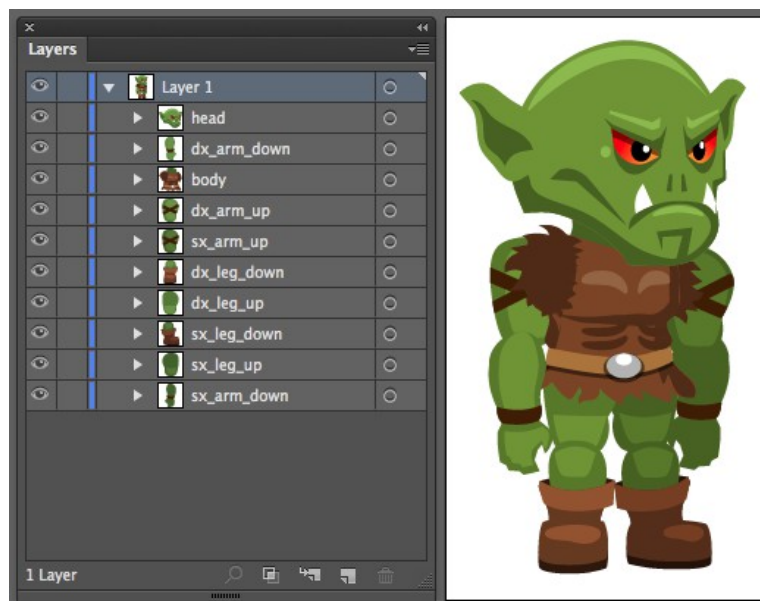 Layers
Layer 1
head
dx_arm_down
body
dx_arm_up
sx_arm_up
dx_leg_down
dx_leg_up
sx_leg_down
sx_leg_up
sx_arm_down
1 Layer